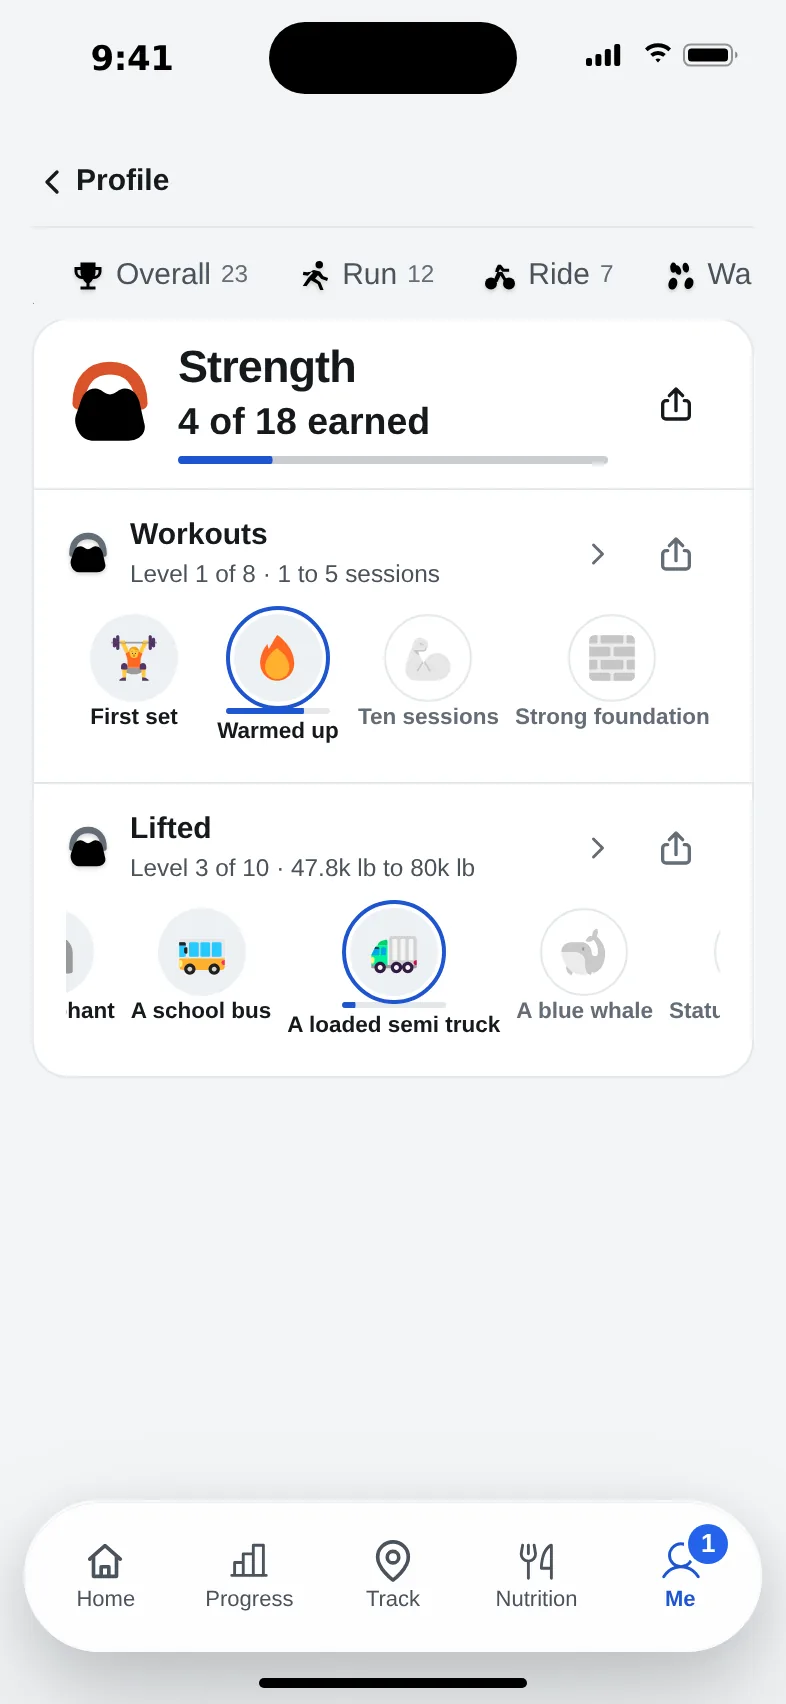 9:41
Profile
Overall 23 Run 12 Ride 7 Wa
Strength
4 of 18 earned
Workouts
Level 1 of 8 · 1 to 5 sessions
First set Warmed up Ten sessions Strong foundation
Lifted
Level 3 of 10 · 47.8k lb to 80k lb
hant A school bus A loaded semi truck A blue whale Statu
1
Home Progress Track Nutrition Me